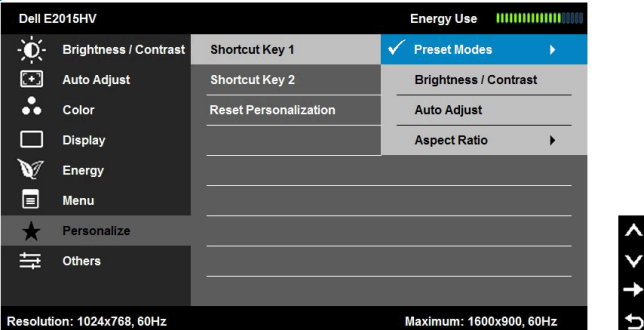 Dell E2015HV Energy Use
Brightness / Contrast Shortcut Key 1 Preset Modes
Auto Adjust Shortcut Key 2 Brightness / Contrast
Color Reset Personalization Auto Adjust
Display Aspect Ratio
Energy
Menu
Personalize
Others
Resolution: 1024x768, 60Hz Maximum: 1600x900, 60Hz